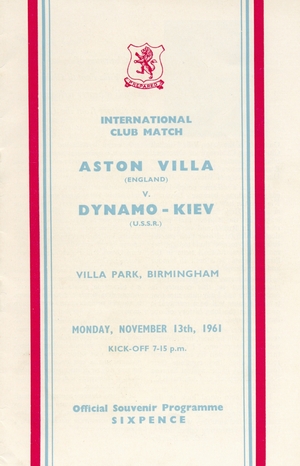 PREPARED
INTERNATIONAL
CLUB MATCH
ASTON VILLA
(ENGLAND)
V.
DYNAMO - KIEV
(U.S.S.R.)
VILLA PARK, BIRMINGHAM
MONDAY, NOVEMBER 13th, 1961
KICK-OFF 7-15 p.m.
Official Souvenir Programme
SIXPENCE